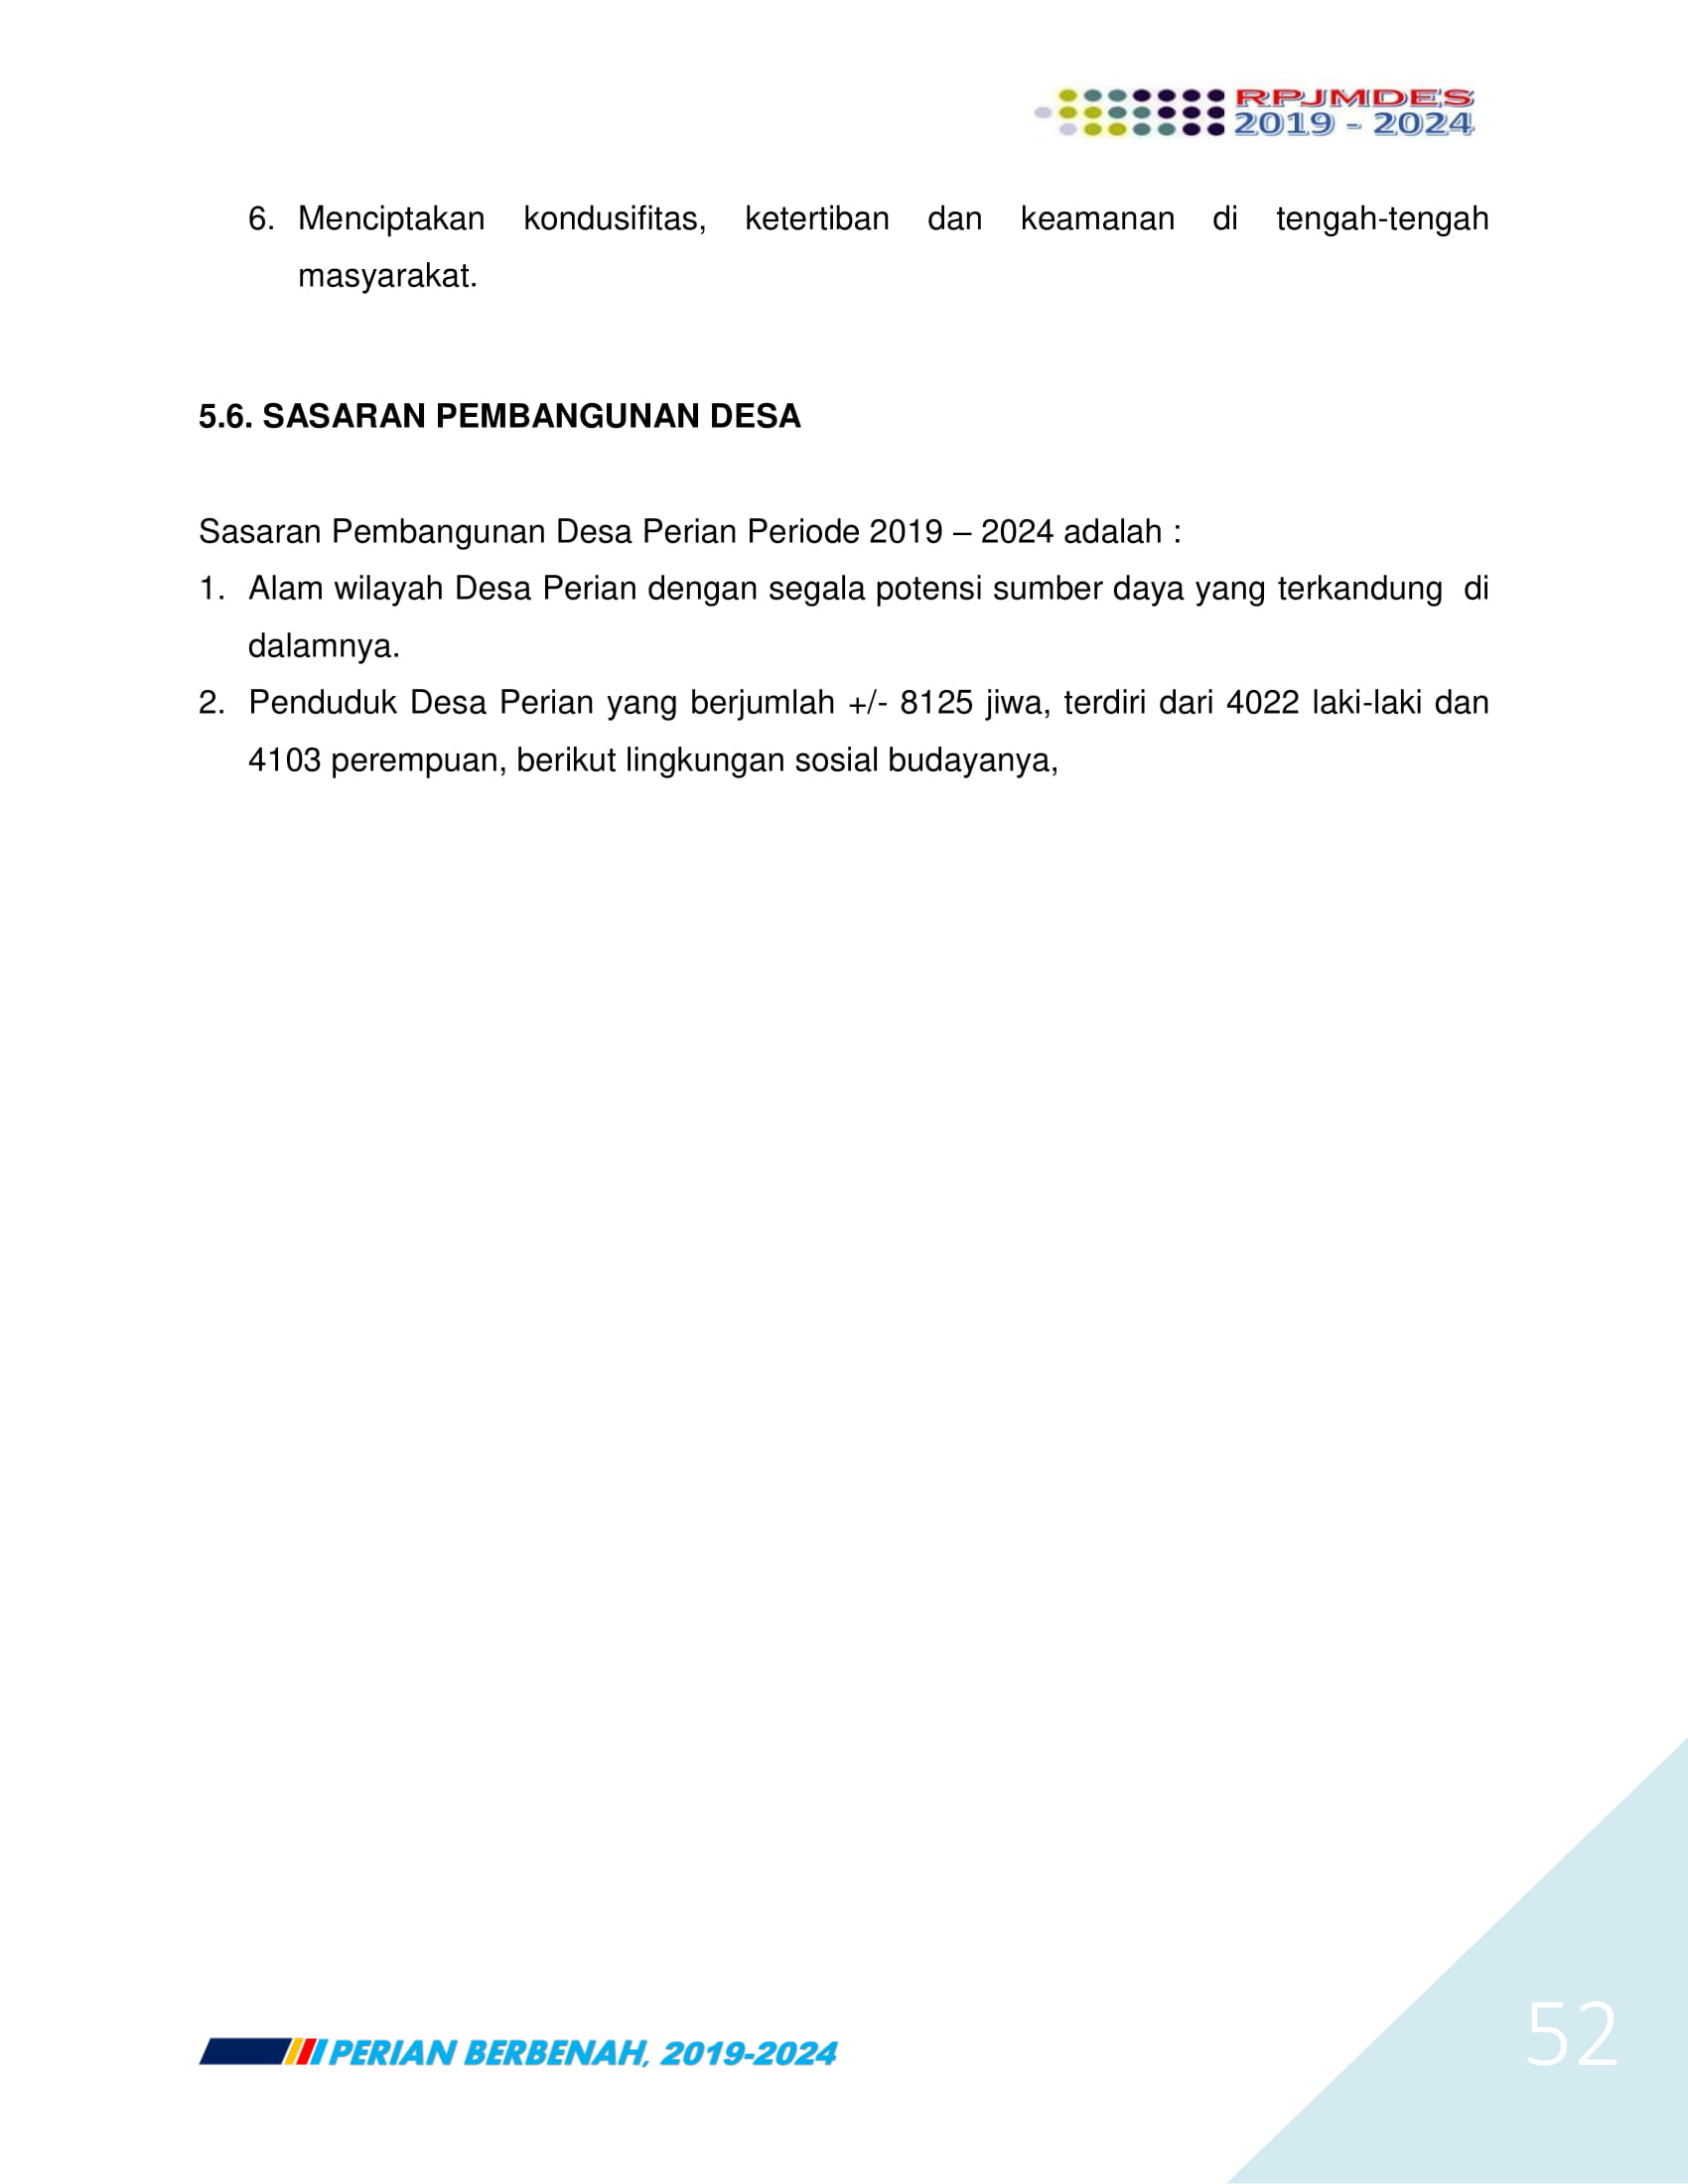 RPJMDES
2019 - 2024
6. Menciptakan kondusifitas, ketertiban dan keamanan di tengah-tengah
masyarakat.
5.6. SASARAN PEMBANGUNAN DESA
Sasaran Pembangunan Desa Perian Periode 2019 – 2024 adalah :
1. Alam wilayah Desa Perian dengan segala potensi sumber daya yang terkandung di
dalamnya.
2. Penduduk Desa Perian yang berjumlah +/- 8125 jiwa, terdiri dari 4022 laki-laki dan
4103 perempuan, berikut lingkungan sosial budayanya,
PERIAN BERBENAH, 2019-2024
52